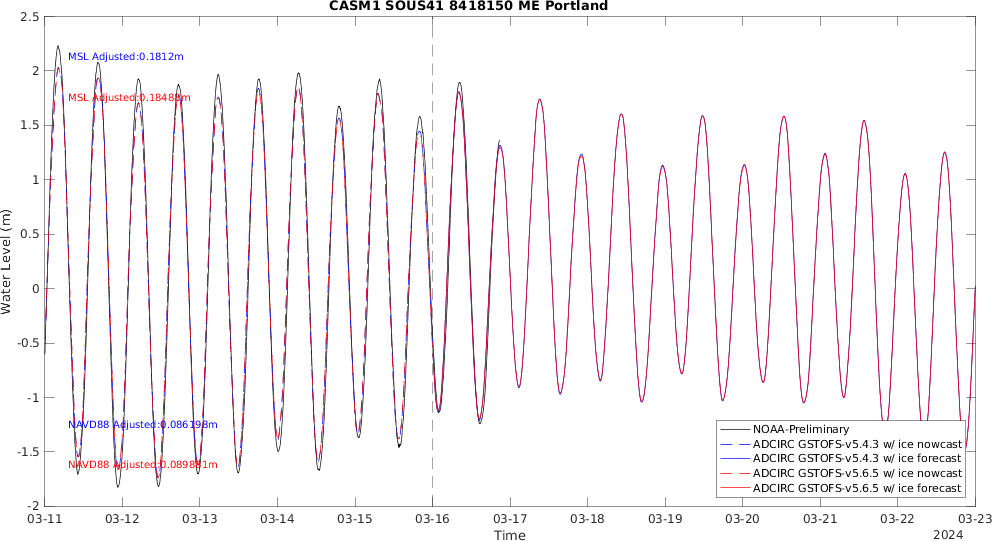 CASM1 SOUS41 8418150 ME Portland
2.5
2
1.5
1
0.5
0
-0.5
-1
-1.5
-2
Water Level (m)
MSL Adjusted:0.1812m
MSL Adjusted:0.18488m
NAVD88 Adjusted:0.086198m
NAVD88 Adjusted:0.089881m
NOAA-Preliminary
ADCIRC GSTOFS-v5.4.3 w/ ice nowcast
ADCIRC GSTOFS-v5.4.3 w/ ice forecast
ADCIRC GSTOFS-v5.6.5 w/ ice nowcast
ADCIRC GSTOFS-v5.6.5 w/ ice forecast
03-11 03-12 03-13 03-14 03-15 03-16 03-17 03-18 03-19 03-20 03-21 03-22 03-23
Time
2024